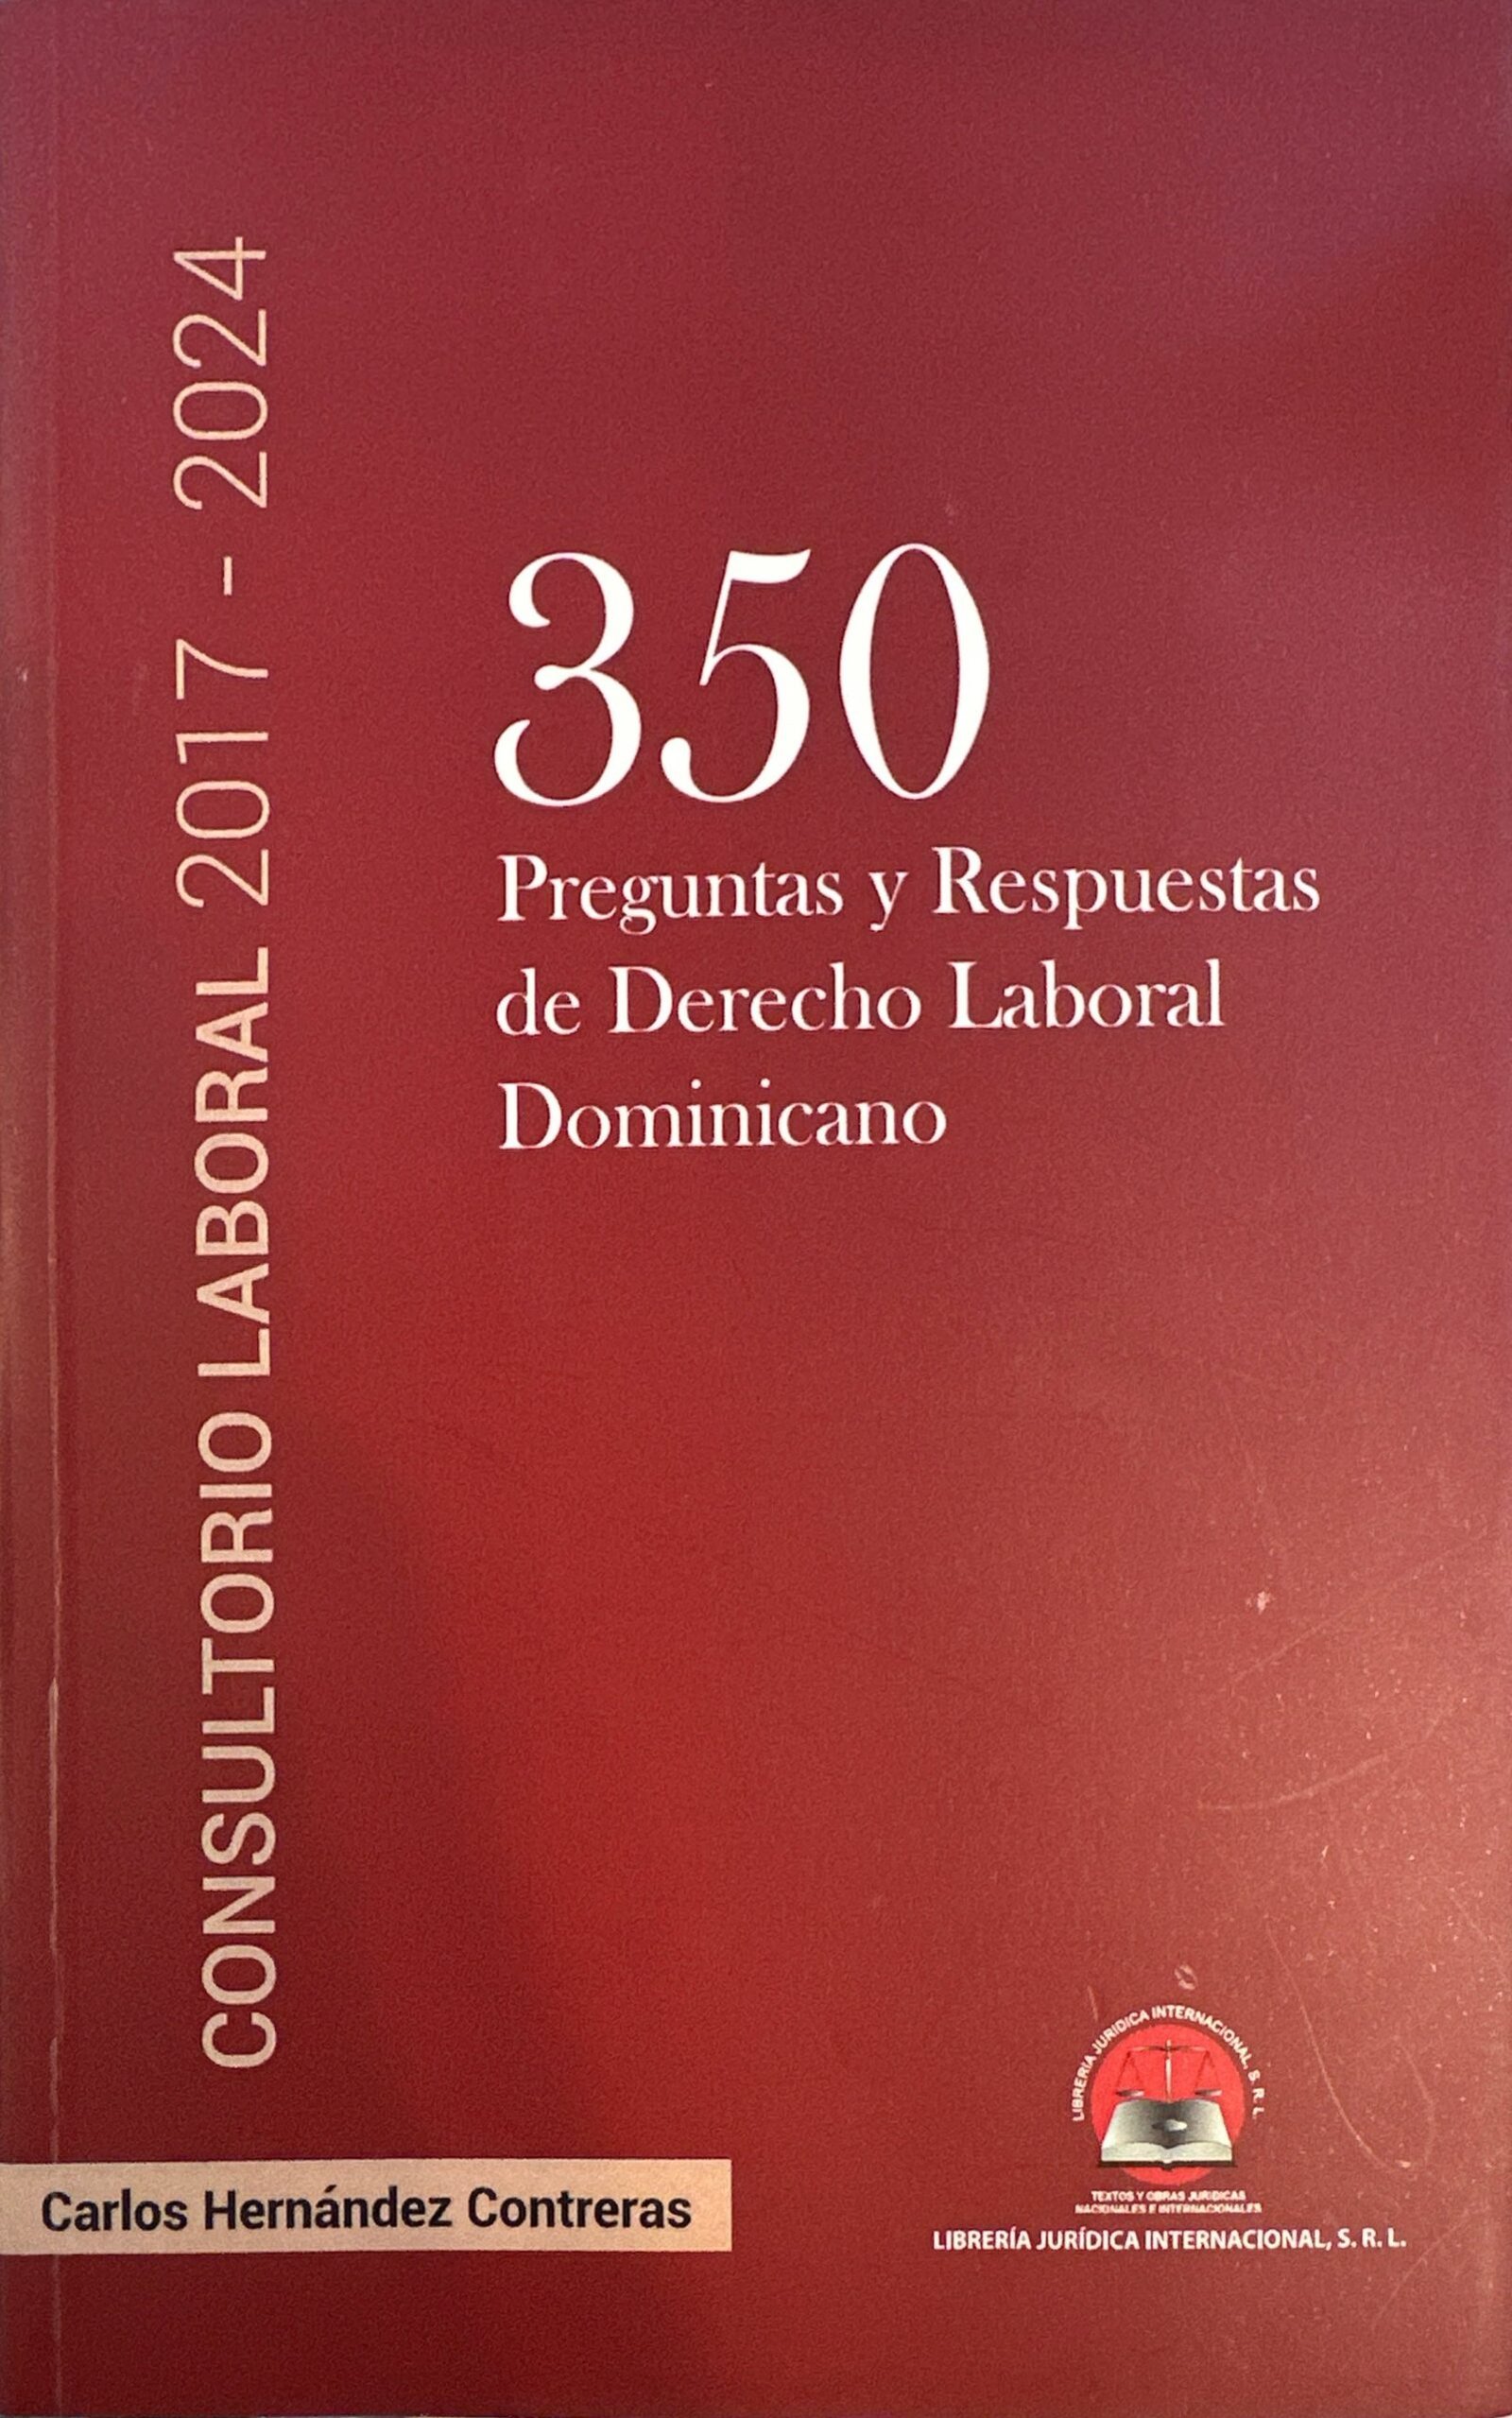 CONSULTORIO LABORAL 2017 - 2024
350
Preguntas y Respuestas
de Derecho Laboral
Dominicano
Carlos Hernández Contreras
LIBRERÍA JURÍDICA INTERNACIONAL, S. R. L.
TEXTOS Y OBRAS JURIDICAS
NACIONALES E INTERNACIONALES
LIBRERÍA JURÍDICA INTERNACIONAL, S. R. L.